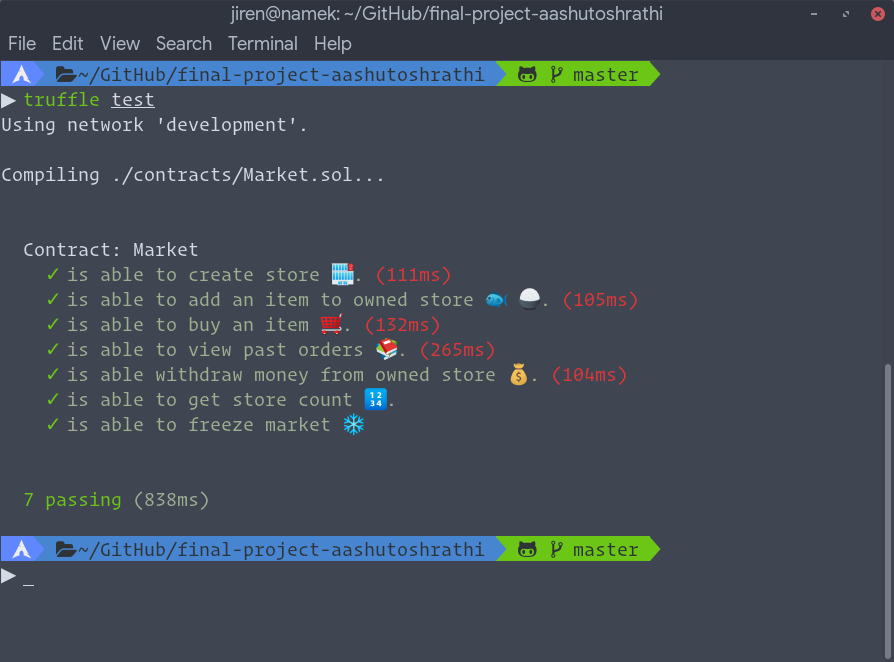 jiren@namek: ~/GitHub/final-project-aashutoshrathi
File Edit View Search Terminal Help
~/GitHub/final-project-aashutoshrathi master
▶ truffle test
Using network 'development'.
Compiling ./contracts/Market.sol...
Contract: Market
✓ is able to create store 🏪. (111ms)
✓ is able to add an item to owned store 🐟 🍚. (105ms)
✓ is able to buy an item 🛒. (132ms)
✓ is able to view past orders 📚. (265ms)
✓ is able withdraw money from owned store 💰. (104ms)
✓ is able to get store count 🔢.
✓ is able to freeze market ❄
7 passing (838ms)
~/GitHub/final-project-aashutoshrathi master
▶ _